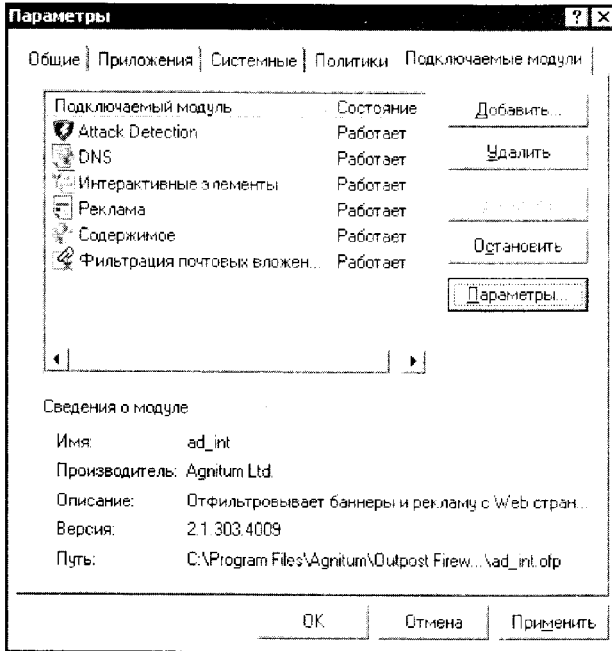 Параметры
Общие Приложения Системные Политики Подключаемые модули
Подключаемый модуль Состояние
Attack Detection Работает
DNS Работает
Интерактивные элементы Работает
Реклама Работает
Содержимое Работает
Фильтрация почтовых вложен... Работает
Добавить...
Удалить
Остановить
Параметры...
Сведения о модуле
Имя: ad_int
Производитель: Agnitum Ltd.
Описание: Отфильтровывает баннеры и рекламу с Web стран...
Версия: 2.1.303.4009
Путь: C:\Program Files\Agnitum\Outpost Firew...\ad_int.ofp
OK Отмена Применить